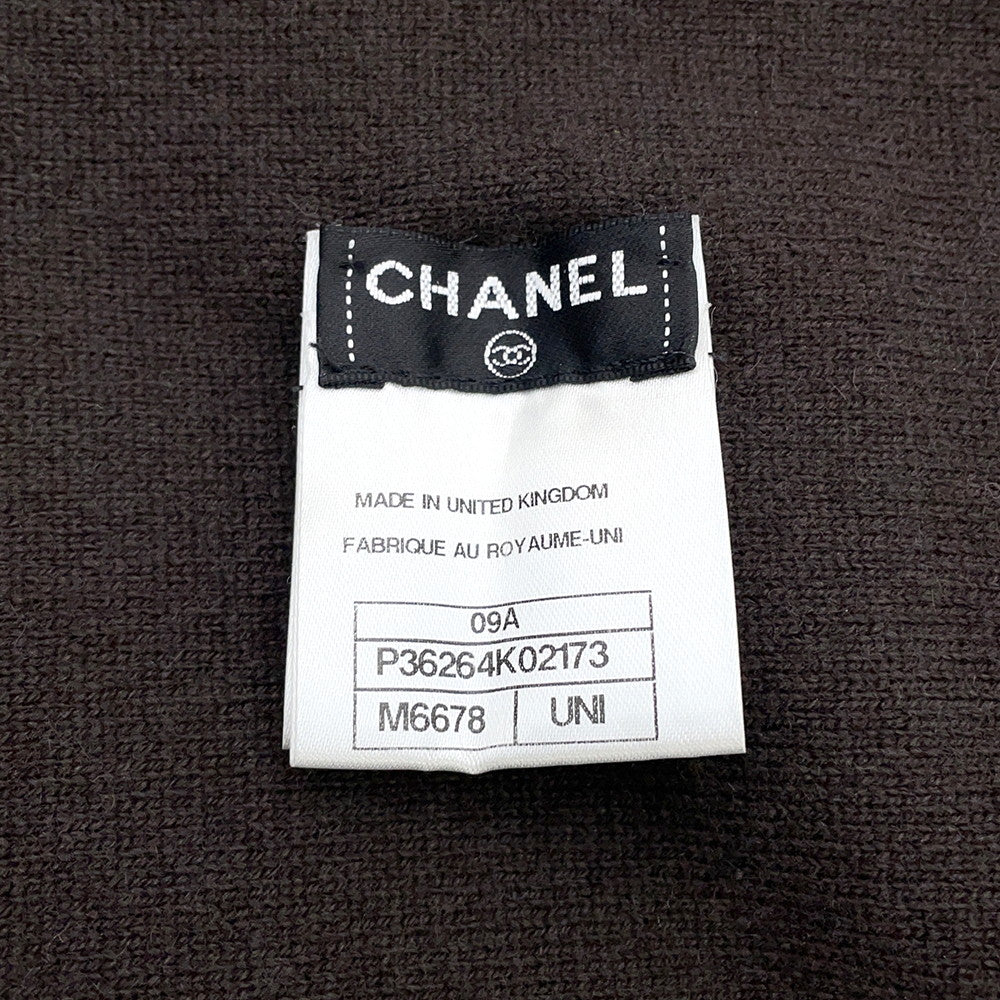 CHANEL
MADE IN UNITED KINGDOM
FABRIQUE AU ROYAUME-UNI
09A
P36264K02173
M6678 UNI